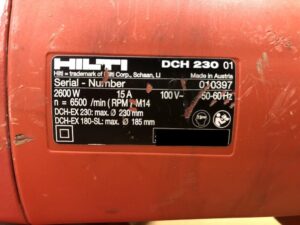 HILTI DCH 230 01
Hilti = trademark of Hilti Corp., Schaan, LI Made in Austria
Serial - Number 010397
2600 W 15 A 100 V~ 50-60 Hz
n = 6500 /min (RPM) M14
DCH-EX 230: max. Ø 230 mm
DCH-EX 180-SL: max. Ø 185 mm